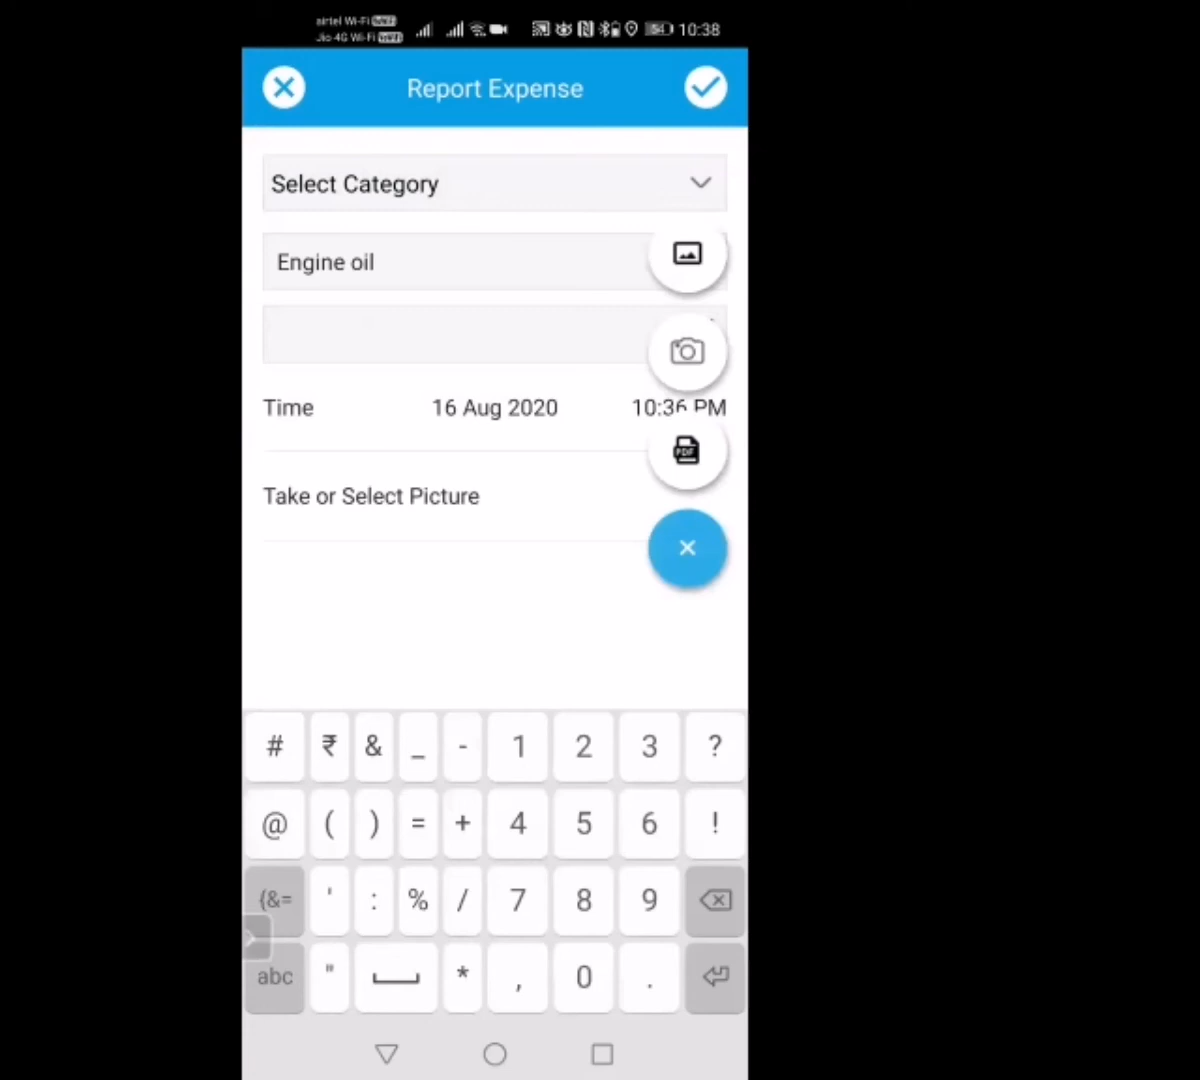 airtel Wi-Fi
Jio 4G Wi-Fi
10:38
Report Expense
Select Category
Engine oil
Time 16 Aug 2020 10:36 PM
PDF
Take or Select Picture
# ₹ & _ - 1 2 3 ?
@ ( ) = + 4 5 6 !
{&= ' : % / 7 8 9
abc " * , 0 .